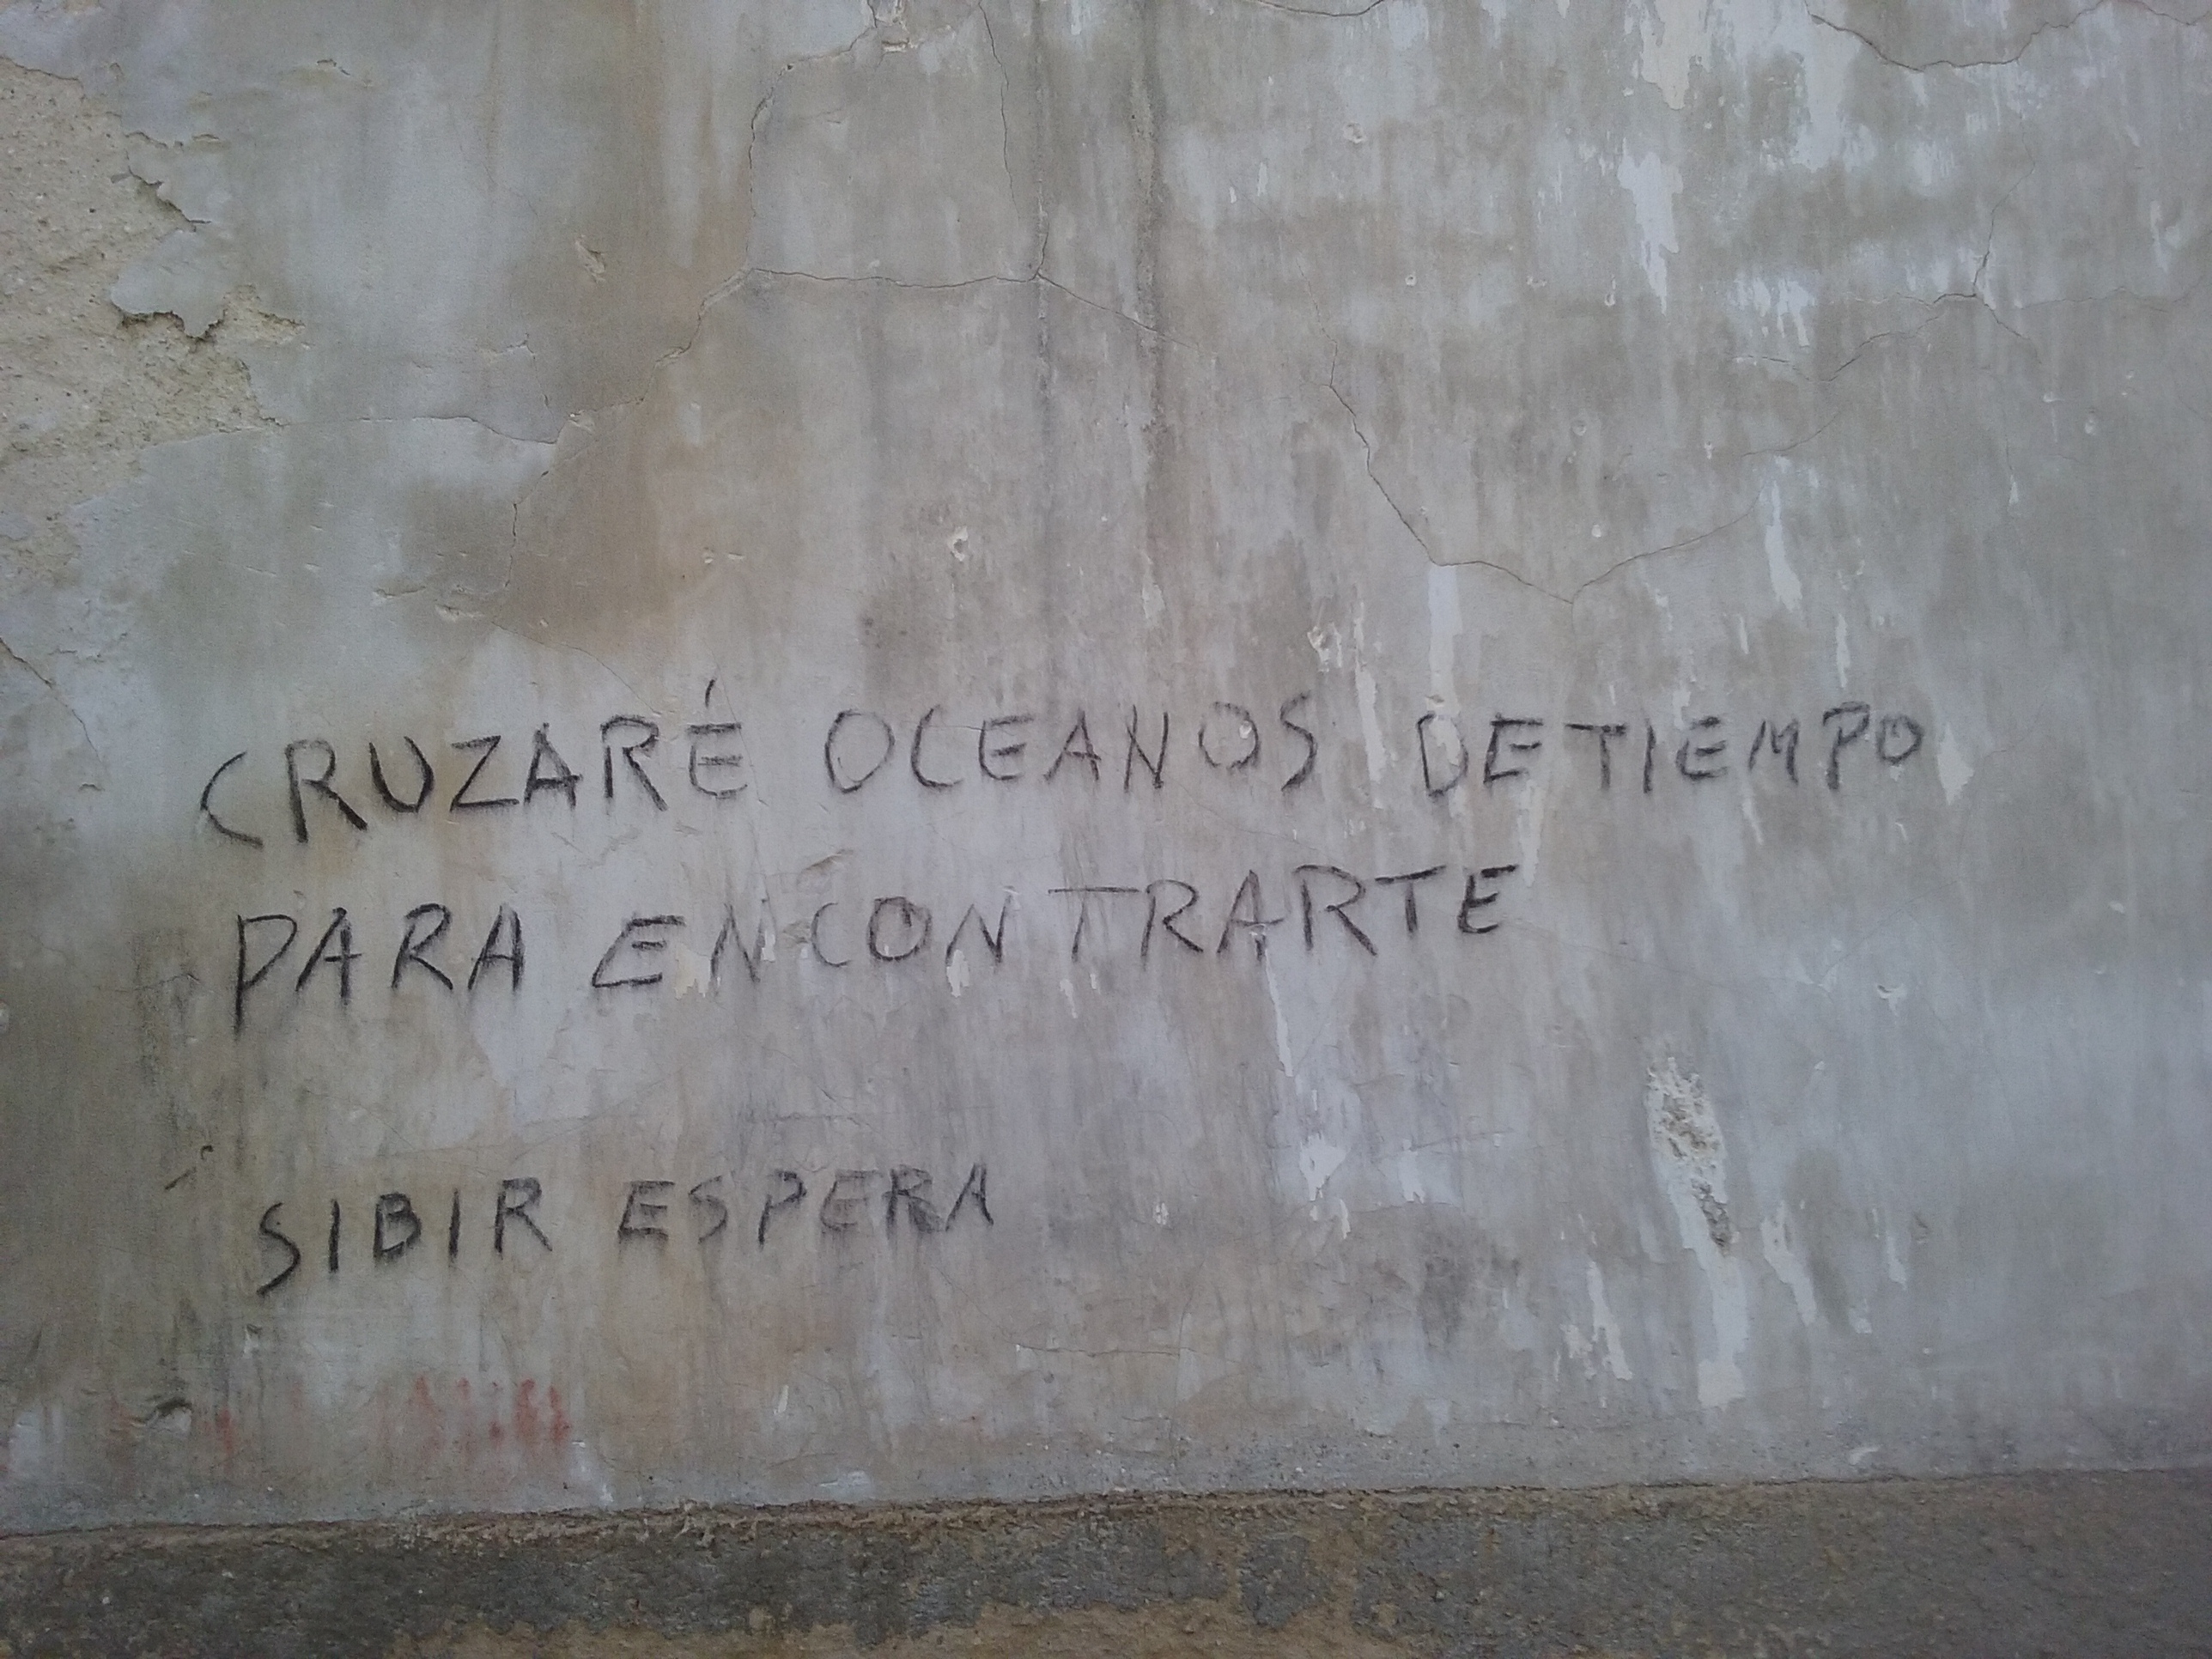 CRUZARÉ OCEANOS DE TIEMPO
PARA ENCONTRARTE
SIBIR ESPERA